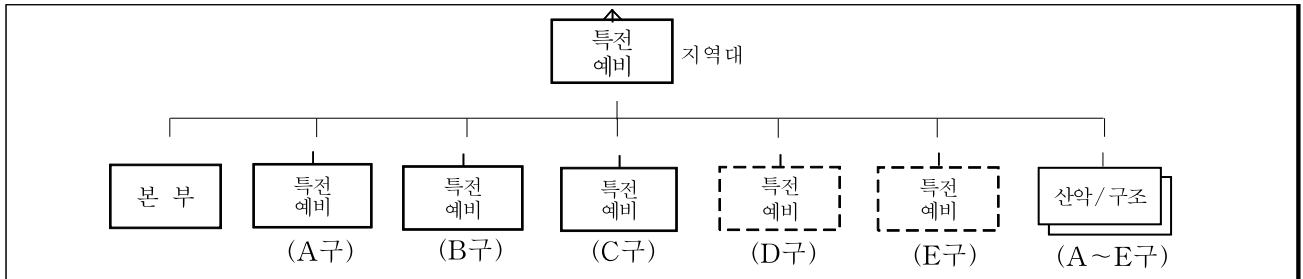 특전
예비
지역대
본 부
특전
예비
특전
예비
특전
예비
특전
예비
특전
예비
산악/구조
(A구)
(B구)
(C구)
(D구)
(E구)
(A~E구)